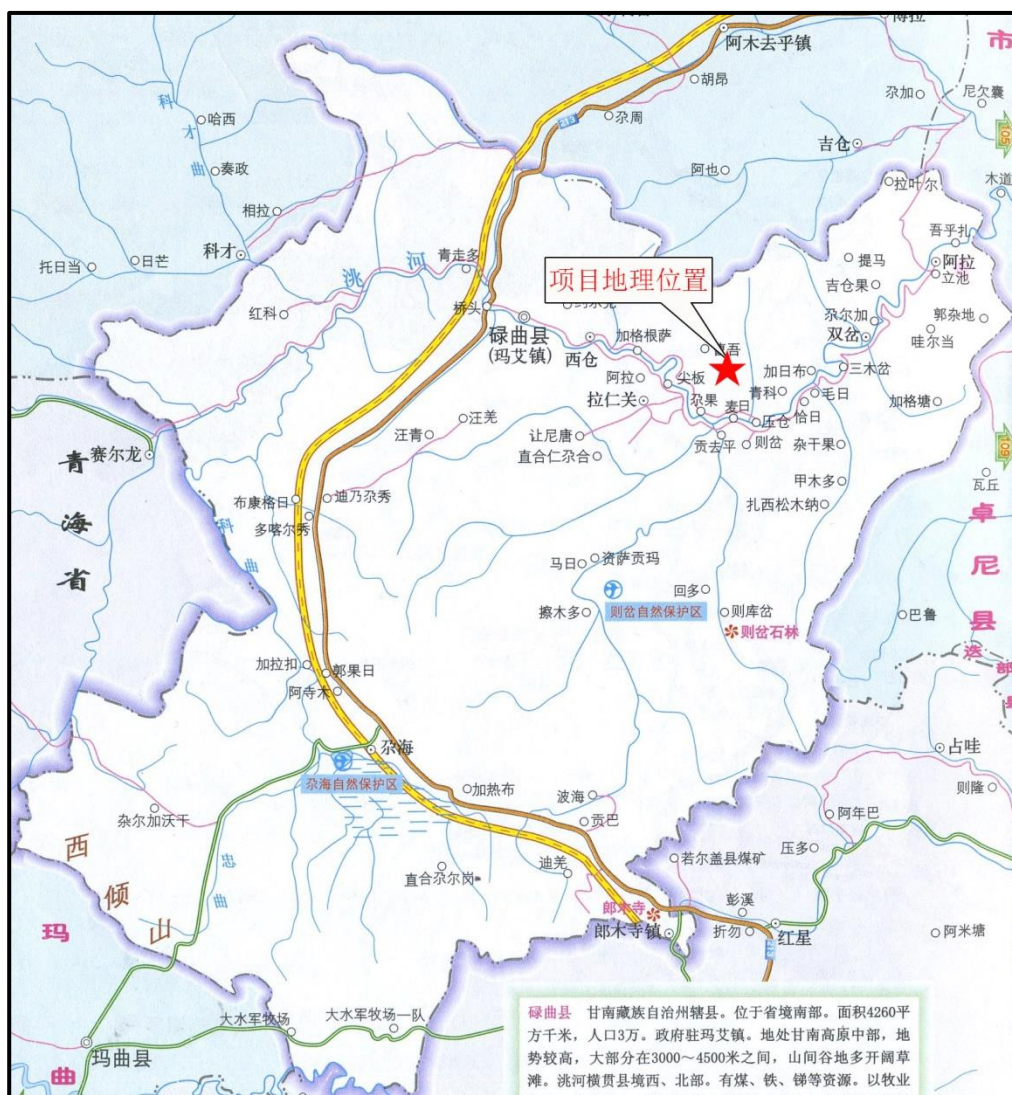 阿木去乎镇
博拉
市
胡昂
尕加
尼欠囊
科才曲
哈西
尕周
213
105
吉仓
奏政
阿也
拉叶尔
木道
相拉
吾乎扎
科才
青走多
洮河
提马
阿拉
托日当
日芒
立池
项目地理位置
吉仓果
红科
桥头
碌曲县
(玛艾镇)
尕尔加
郭杂地
双岔
哇尔当
西仓
加格根萨
三木岔
阿拉
尖板
加日布
青科
毛日
加格塘
拉仁关
尕果
麦日
恰日
汪羌
压仓
汪青
让尼唐
贡去乎
则岔
杂干果
109
赛尔龙
直合仁尕合
瓦丘
青海省
甲木多
布康格日
迪乃尕秀
扎西松木纳
卓尼县
多喀尔秀
科曲
马日
资萨贡玛
回多
擦木多
则岔自然保护区
则库岔
巴鲁
则岔石林
迭部县
加拉扣
郭果日
阿寺木
尕海
占哇
尕海自然保护区
加热布
波海
则隆
杂尔加沃干
贡巴
阿年巴
西倾山
忠曲
直合尕尔岗
迪羌
若尔盖县煤矿
压多
玛曲
郎木寺
彭溪
郎木寺镇
折勿
红星
阿米塘
大水军牧场
大水军牧场一队
玛曲县
碌曲县 甘南藏族自治州辖县。位于省境南部。面积4260平
方千米，人口3万。政府驻玛艾镇。地处甘南高原中部，地
势较高，大部分在3000～4500米之间，山间谷地多开阔草
滩。洮河横贯县境西、北部。有煤、铁、锑等资源。以牧业